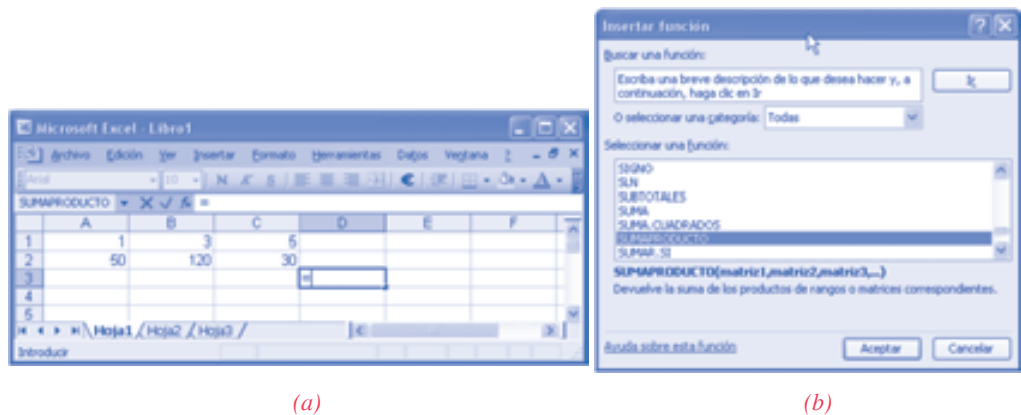 Microsoft Excel - Libro1
Archivo Edición Ver Insertar Formato Herramientas Datos Ventana ?
Arial 10 N K S
SUMAPRODUCTO =
A B C D E F
1 1 3 5
2 50 120 30
3 =
4
5
Hoja1 Hoja2 Hoja3
Introducir
(a)
Insertar función
Buscar una función:
Escriba una breve descripción de lo que desea hacer y, a
continuación, haga clic en Ir
Ir
O seleccionar una categoría: Todas
Seleccionar una función:
SIGNO
SLN
SUBTOTALES
SUMA
SUMA.CUADRADOS
SUMAPRODUCTO
SUMAR.SI
SUMAPRODUCTO(matriz1,matriz2,matriz3,...)
Devuelve la suma de los productos de rangos o matrices correspondientes.
Ayuda sobre esta función
Aceptar Cancelar
(b)